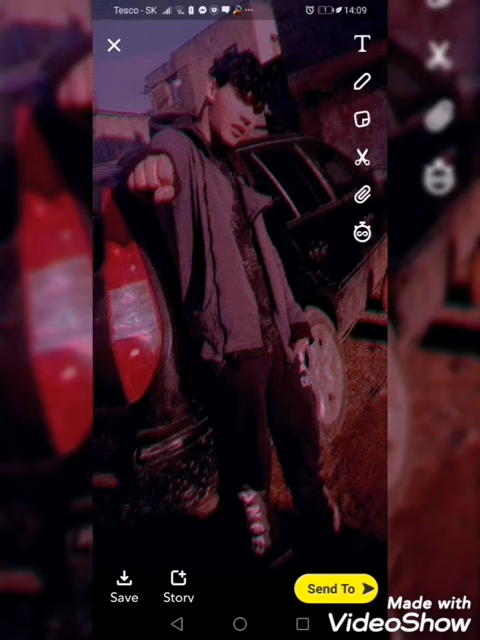 Tesco - SK
14:09
T
Save
Story
Send To
Made with
VideoShow